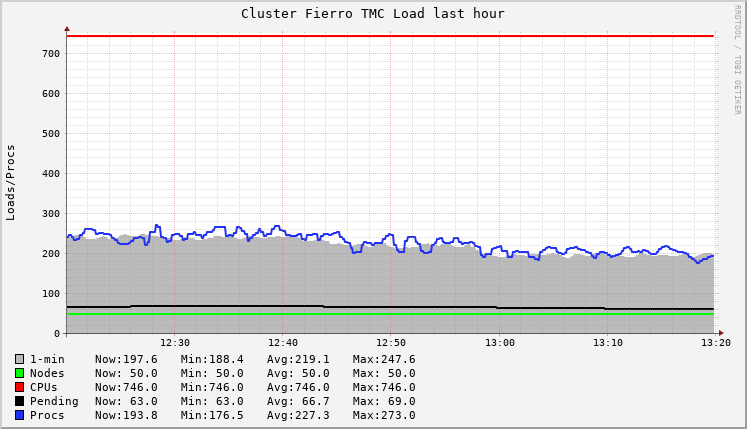 Cluster Fierro TMC Load last hour
RRDTOOL / TOBI OETIKER
Loads/Procs
700
600
500
400
300
200
100
0
12:30 12:40 12:50 13:00 13:10 13:20
1-min Now:197.6 Min:188.4 Avg:219.1 Max:247.6
Nodes Now: 50.0 Min: 50.0 Avg: 50.0 Max: 50.0
CPUs Now:746.0 Min:746.0 Avg:746.0 Max:746.0
Pending Now: 63.0 Min: 63.0 Avg: 66.7 Max: 69.0
Procs Now:193.8 Min:176.5 Avg:227.3 Max:273.0